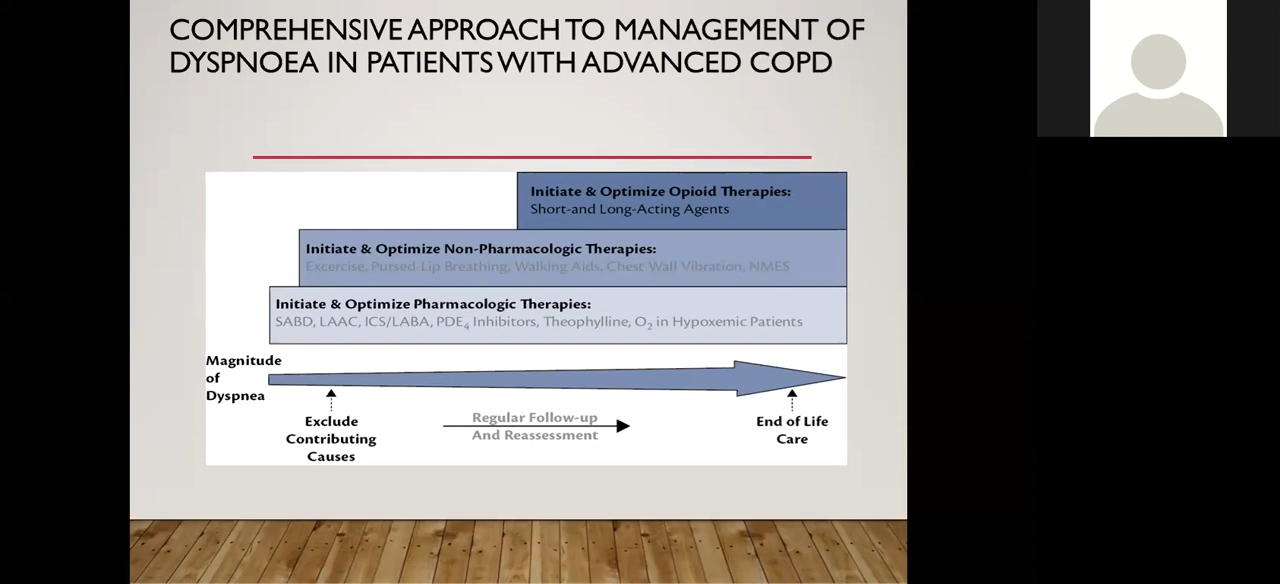 COMPREHENSIVE APPROACH TO MANAGEMENT OF
DYSPNOEA IN PATIENTS WITH ADVANCED COPD
Initiate & Optimize Opioid Therapies:
Short-and Long-Acting Agents
Initiate & Optimize Non-Pharmacologic Therapies:
Excercise, Pursed-Lip Breathing, Walking Aids, Chest Wall Vibration, NMES
Initiate & Optimize Pharmacologic Therapies:
SABD, LAAC, ICS/LABA, PDE4 Inhibitors, Theophylline, O2 in Hypoxemic Patients
Magnitude
of
Dyspnea
Exclude
Contributing
Causes
Regular Follow-up
And Reassessment
End of Life
Care